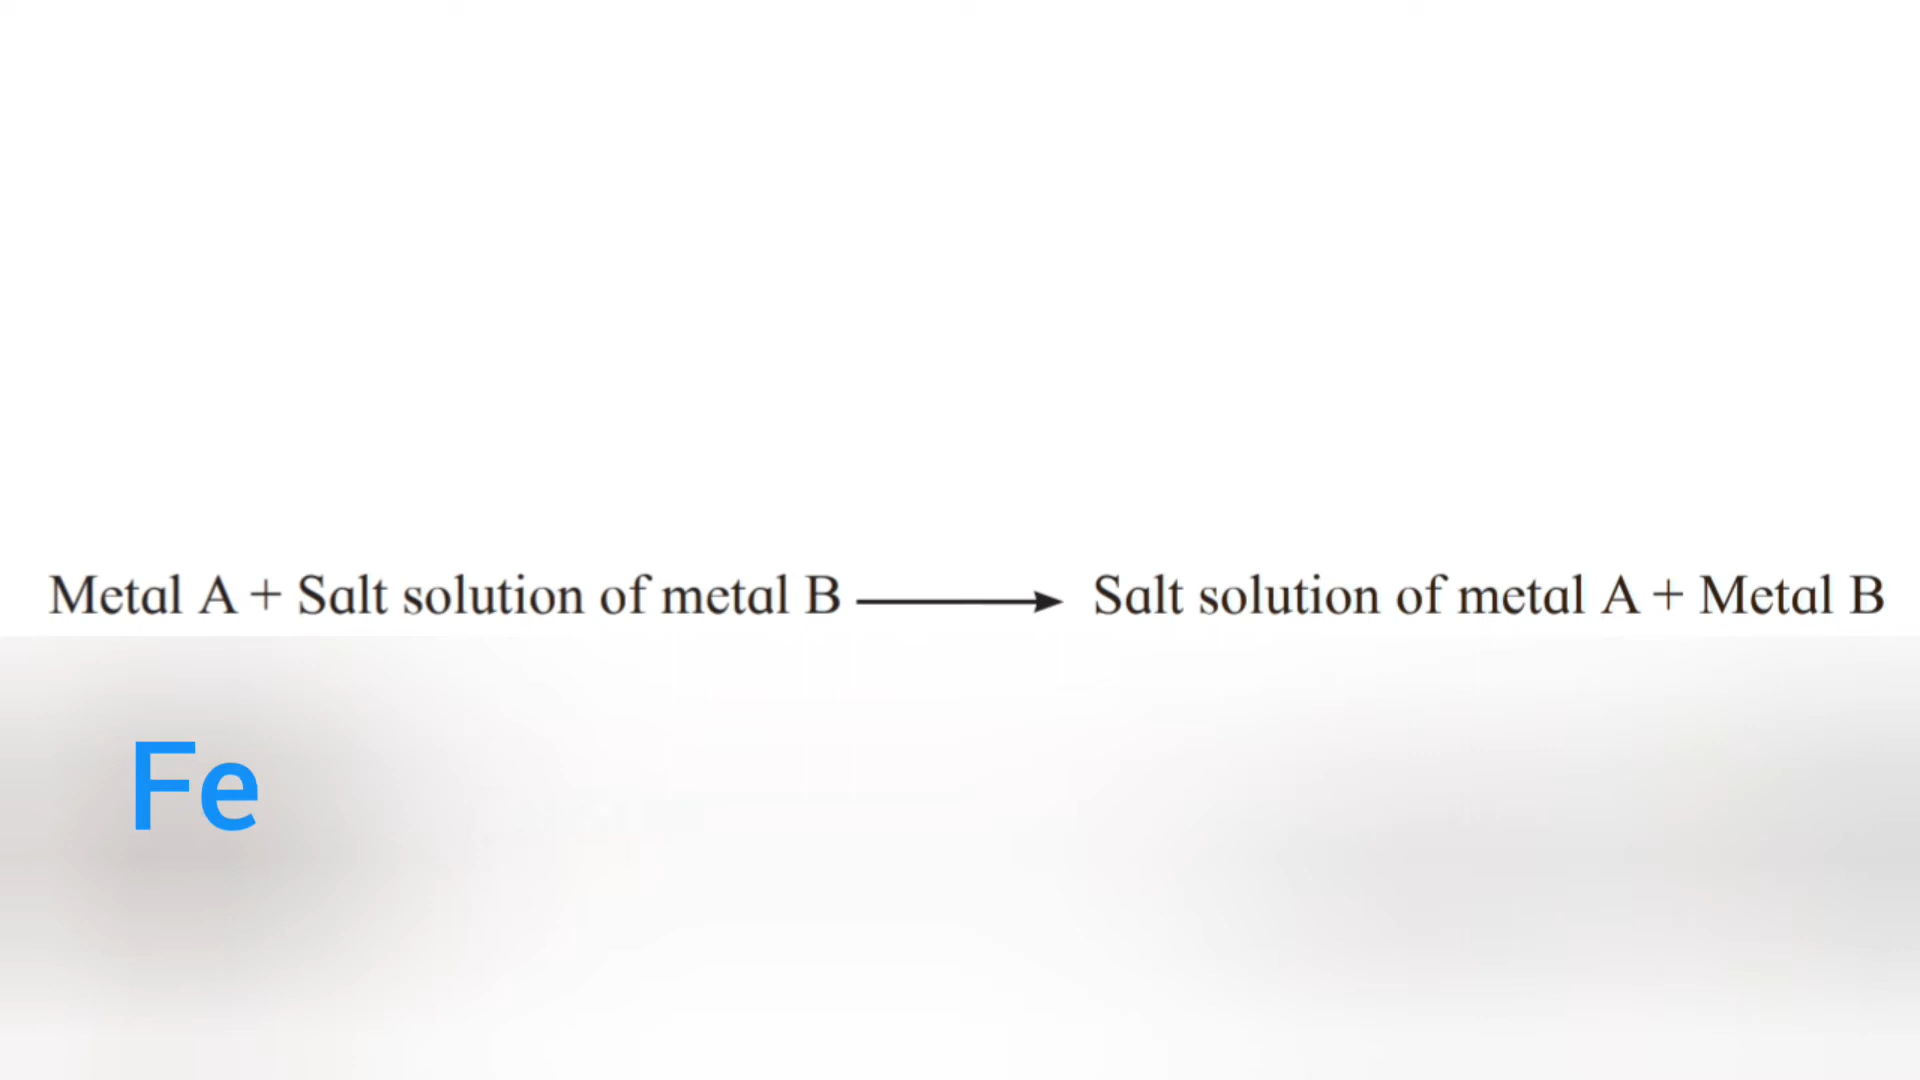 Metal A + Salt solution of metal B ⟶ Salt solution of metal A + Metal B
Fe